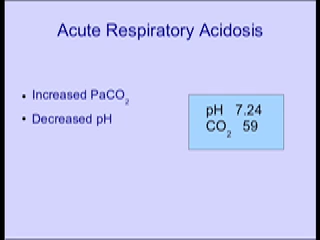 Acute Respiratory Acidosis
• Increased PaCO₂
• Decreased pH
pH 7.24
CO₂ 59